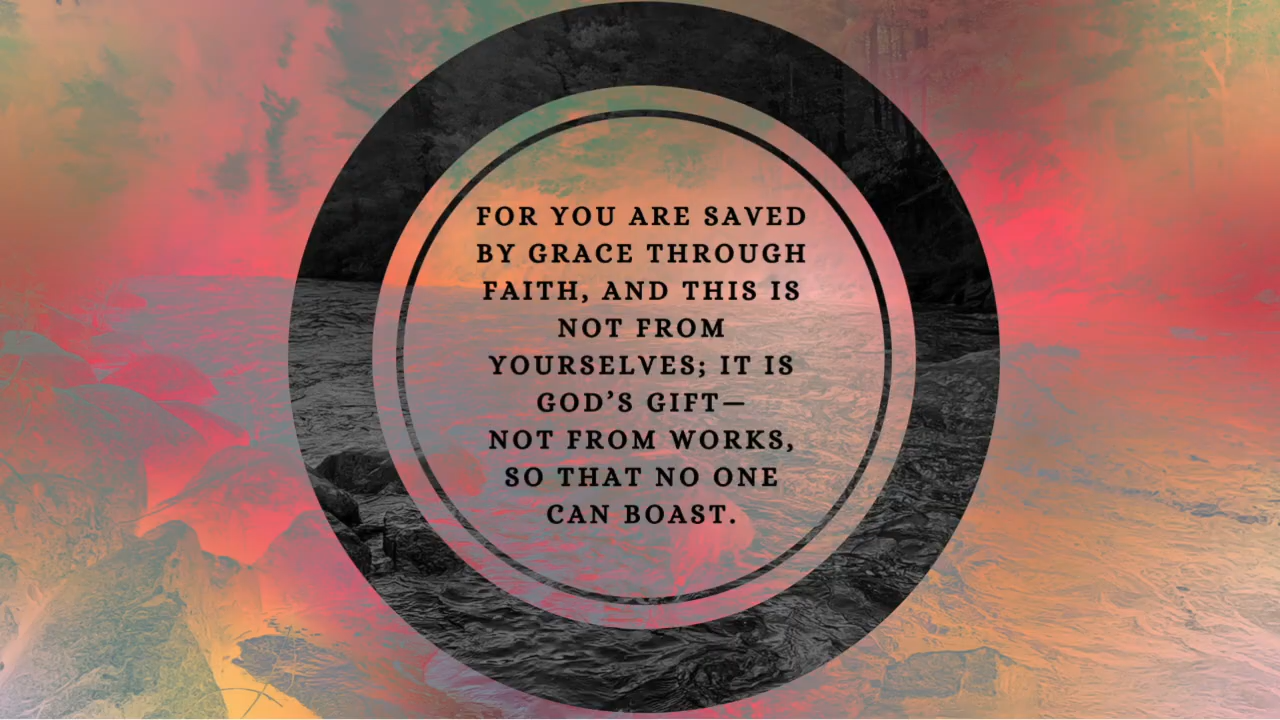 FOR YOU ARE SAVED
BY GRACE THROUGH
FAITH, AND THIS IS
NOT FROM
YOURSELVES; IT IS
GOD’S GIFT—
NOT FROM WORKS,
SO THAT NO ONE
CAN BOAST.